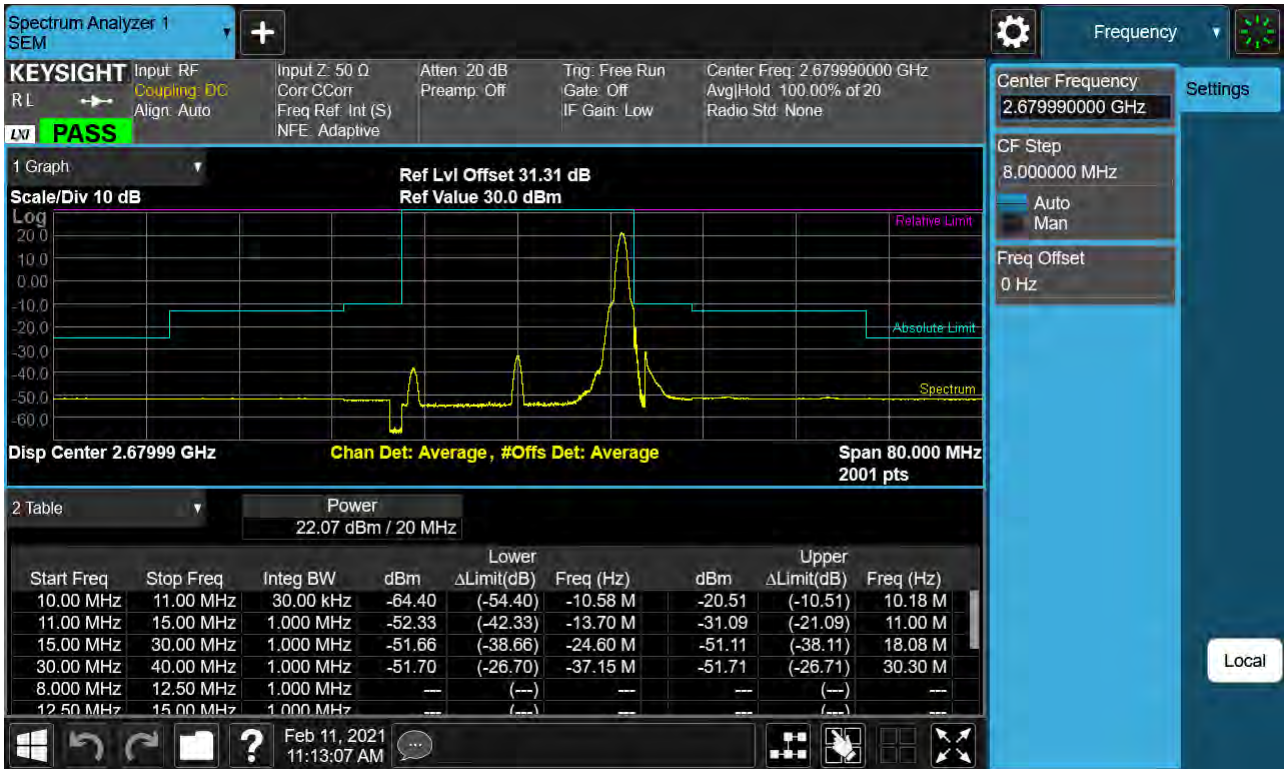 Spectrum Analyzer 1
SEM
Frequency
KEYSIGHT
Input: RF
Coupling: DC
Align: Auto
Input Z: 50 Ω
Corr CCorr
Freq Ref: Int (S)
NFE: Adaptive
Atten: 20 dB
Preamp: Off
Trig: Free Run
Gate: Off
IF Gain: Low
Center Freq: 2.679990000 GHz
Avg|Hold: 100.00% of 20
Radio Std: None
RL
LXI
PASS
Center Frequency
2.679990000 GHz
Settings
CF Step
8.000000 MHz
Auto
Man
Freq Offset
0 Hz
Local
1 Graph
Scale/Div 10 dB
Ref Lvl Offset 31.31 dB
Ref Value 30.0 dBm
Log
20.0
10.0
0.00
-10.0
-20.0
-30.0
-40.0
-50.0
-60.0
Relative Limit
Absolute Limit
Spectrum
Disp Center 2.67999 GHz
Chan Det: Average, #Offs Det: Average
Span 80.000 MHz
2001 pts
2 Table
Power
22.07 dBm / 20 MHz
Lower Upper
Start Freq Stop Freq Integ BW dBm ΔLimit(dB) Freq (Hz) dBm ΔLimit(dB) Freq (Hz)
10.00 MHz 11.00 MHz 30.00 kHz -64.40 (-54.40) -10.58 M -20.51 (-10.51) 10.18 M
11.00 MHz 15.00 MHz 1.000 MHz -52.33 (-42.33) -13.70 M -31.09 (-21.09) 11.00 M
15.00 MHz 30.00 MHz 1.000 MHz -51.66 (-38.66) -24.60 M -51.11 (-38.11) 18.08 M
30.00 MHz 40.00 MHz 1.000 MHz -51.70 (-26.70) -37.15 M -51.71 (-26.71) 30.30 M
8.000 MHz 12.50 MHz 1.000 MHz --- (---) --- --- (---) ---
12.50 MHz 15.00 MHz 1.000 MHz --- (---) --- --- (---) ---
Feb 11, 2021
11:13:07 AM